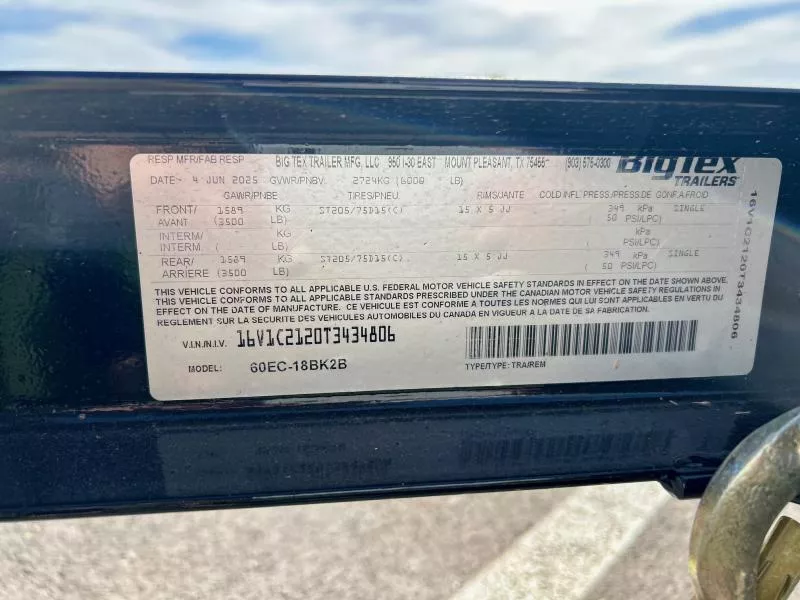 RESP MFR/FAB RESP BIG TEX TRAILER MFG, LLC 950 I-30 EAST MOUNT PLEASANT, TX 75455 (903) 575-0300 BigTex
TRAILERS
DATE 4 JUN 2025 GVWR/PNBV. 2724KG (6000 LB)
GAWR/PNBE TIRES/PNEU. RIMS/JANTE COLD INFL. PRESS/PRESS.DE GONF.A FROID
FRONT/ 1589 KG ST205/75D15(C) 15 X 5 JJ 349 kPa SINGLE
AVANT (3500 LB) ( 50 PSI/LPC)
INTERM/ KG kPa
INTERM. ( LB) ( PSI/LPC)
REAR/ 1589 KG ST205/75D15(C) 15 X 5 JJ 349 kPa SINGLE
ARRIERE (3500 LB) ( 50 PSI/LPC)
THIS VEHICLE CONFORMS TO ALL APPLICABLE U.S. FEDERAL MOTOR VEHICLE SAFETY STANDARDS IN EFFECT ON THE DATE SHOWN ABOVE.
ALL APPLICABLE STANDARDS PRESCRIBED UNDER THE CANADIAN MOTOR VEHICLE SAFETY REGULATIONS IN
EFFECT ON THE DATE OF MANUFACTURE. CE VEHICULE EST CONFORME A TOUTES LES NORMES QUI LUI SONT APPLICABLES EN VERTU DU
REGLEMENT SUR LA SECURITE DES VEHICULES AUTOMOBILES DU CANADA EN VIGUEUR A LA DATE DE SA FABRICATION.
V.I.N./N.I.V. 16V1C2120T3434806
MODEL: 60EC-18BK2B TYPE/TYPE: TRA/REM
16V1C2120T3434806